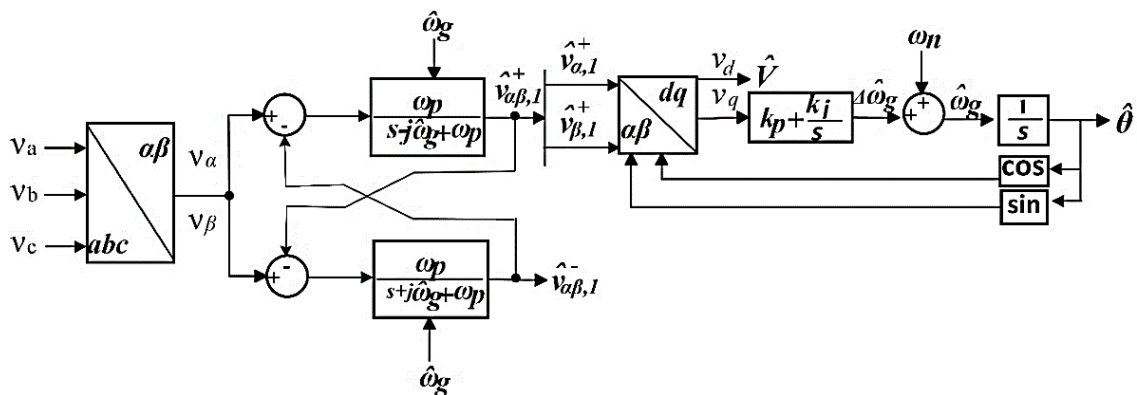 ω̂g
ωp
s-jω̂g+ωp
v̂⁺αβ,1
v̂⁺α,1
v̂⁺β,1
dq
αβ
vd
V̂
vq
kp+ki/s
Δω̂g
ωn
+
+
ω̂g
1
s
θ̂
cos
sin
+
-
va
vb
vc
αβ
abc
vα
vβ
+
-
ωp
s+jω̂g+ωp
v̂⁻αβ,1
ω̂g